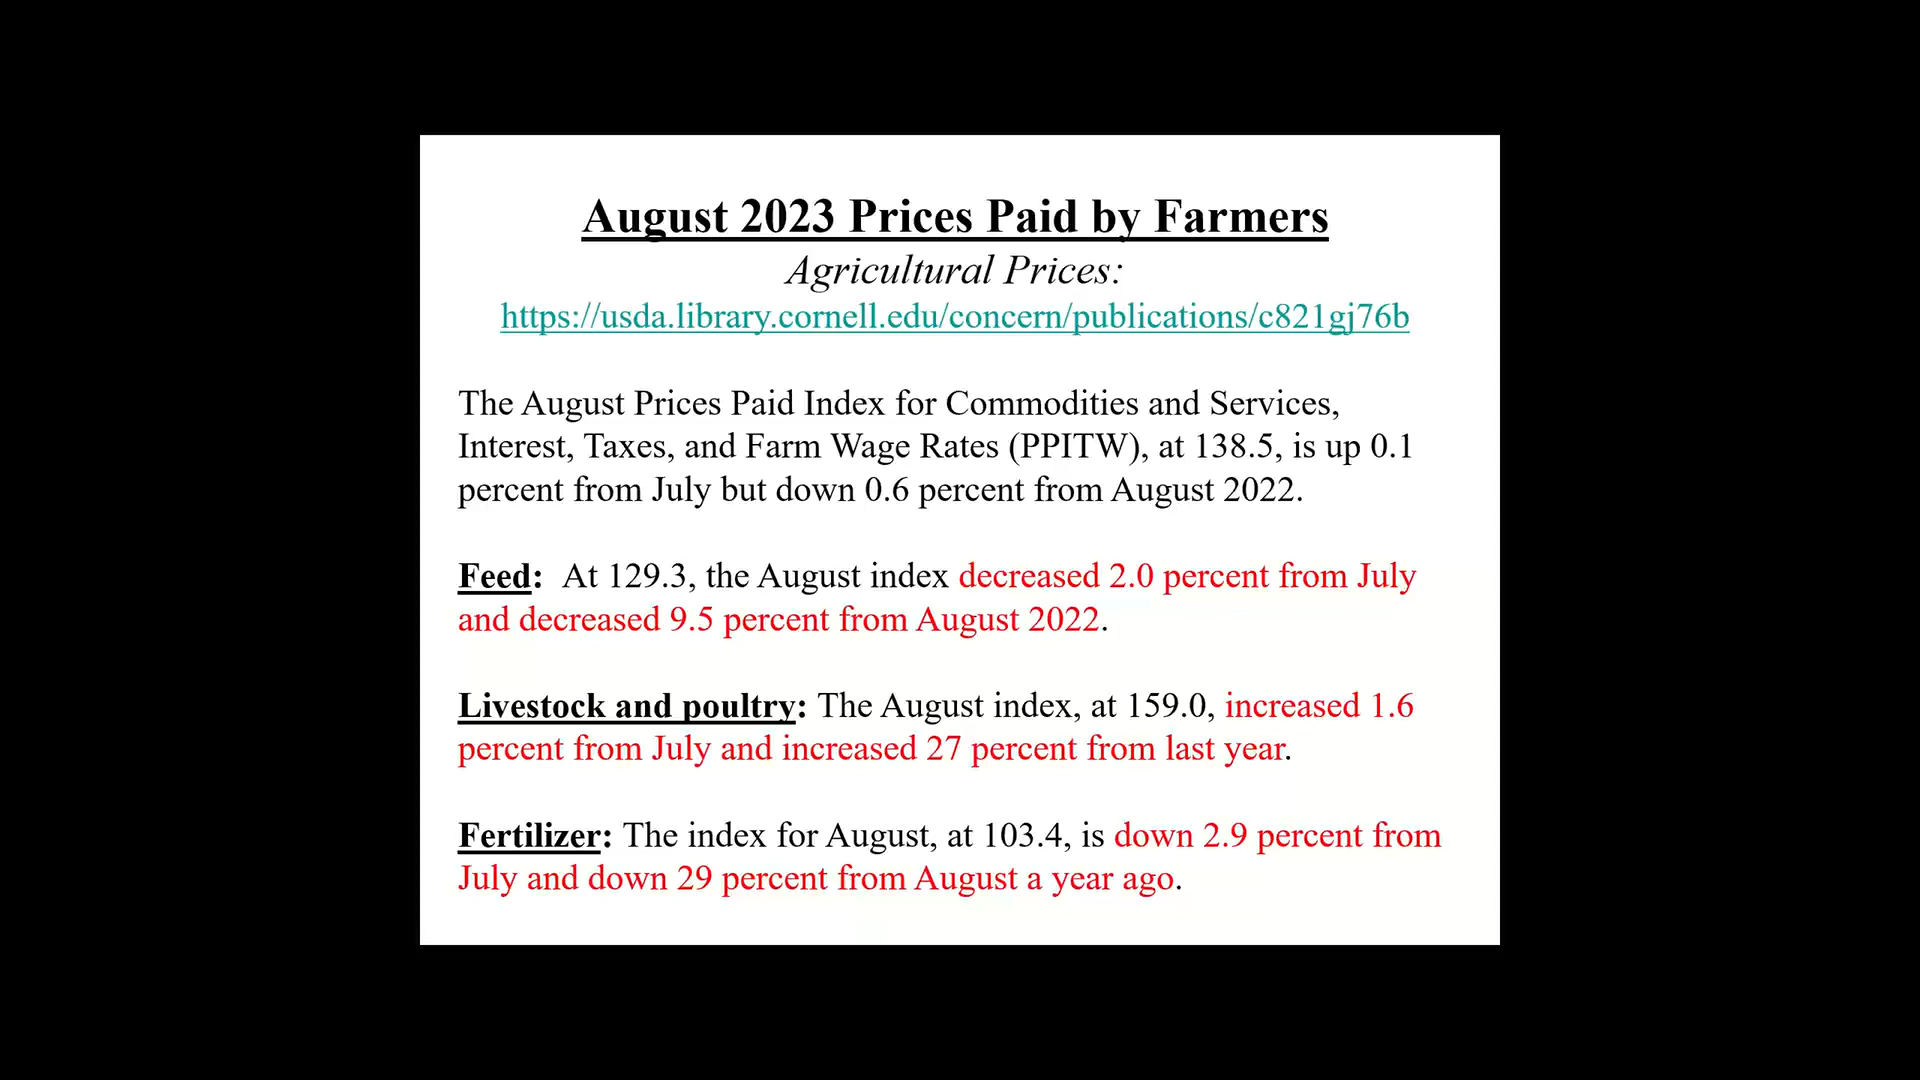 August 2023 Prices Paid by Farmers
Agricultural Prices:
https://usda.library.cornell.edu/concern/publications/c821gj76b
The August Prices Paid Index for Commodities and Services,
Interest, Taxes, and Farm Wage Rates (PPITW), at 138.5, is up 0.1
percent from July but down 0.6 percent from August 2022.
Feed: At 129.3, the August index decreased 2.0 percent from July
and decreased 9.5 percent from August 2022.
Livestock and poultry: The August index, at 159.0, increased 1.6
percent from July and increased 27 percent from last year.
Fertilizer: The index for August, at 103.4, is down 2.9 percent from
July and down 29 percent from August a year ago.